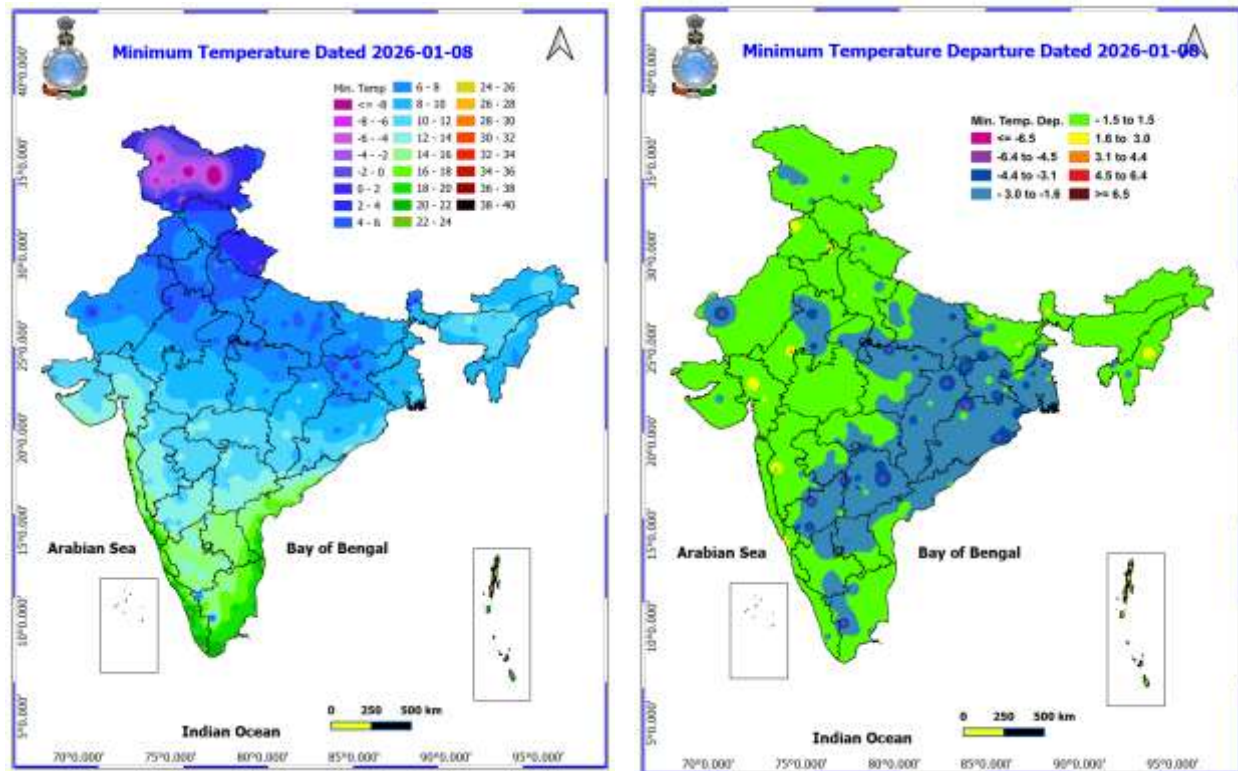 Minimum Temperature Dated 2026-01-08
Min. Temp
<= -8
-8 - -6
-6 - -4
-4 - -2
-2 - 0
0 - 2
2 - 4
4 - 6
6 - 8
8 - 10
10 - 12
12 - 14
14 - 16
16 - 18
18 - 20
20 - 22
22 - 24
24 - 26
26 - 28
28 - 30
30 - 32
32 - 34
34 - 36
36 - 38
38 - 40
40°0.000'
35°0.000'
30°0.000'
25°0.000'
20°0.000'
15°0.000'
10°0.000'
5°0.000'
Arabian Sea
Bay of Bengal
Indian Ocean
0 250 500 km
70°0.000' 75°0.000' 80°0.000' 85°0.000' 90°0.000' 95°0.000'
Minimum Temperature Departure Dated 2026-01-08
Min. Temp. Dep.
<= -6.5
-6.4 to -4.5
-4.4 to -3.1
- 3.0 to -1.6
- 1.5 to 1.5
1.6 to 3.0
3.1 to 4.4
4.5 to 6.4
>= 6.5
40°0.000'
35°0.000'
30°0.000'
25°0.000'
20°0.000'
15°0.000'
10°0.000'
5°0.000'
Arabian Sea
Bay of Bengal
Indian Ocean
0 250 500 km
70°0.000' 75°0.000' 80°0.000' 85°0.000' 90°0.000' 95°0.000'